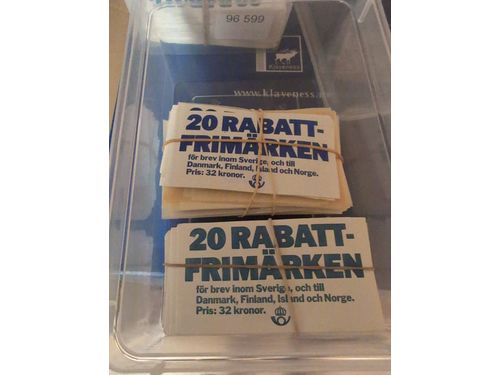 96 599
Klaveness
www.klaveness.
20 RABATT-
FRIMÄRKEN
för brev inom Sverige, och till
Danmark, Finland, Island och Norge.
Pris: 32 kronor.
20 RABATT-
FRIMÄRKEN
för brev inom Sverige, och till
Danmark, Finland, Island och Norge.
Pris: 32 kronor.